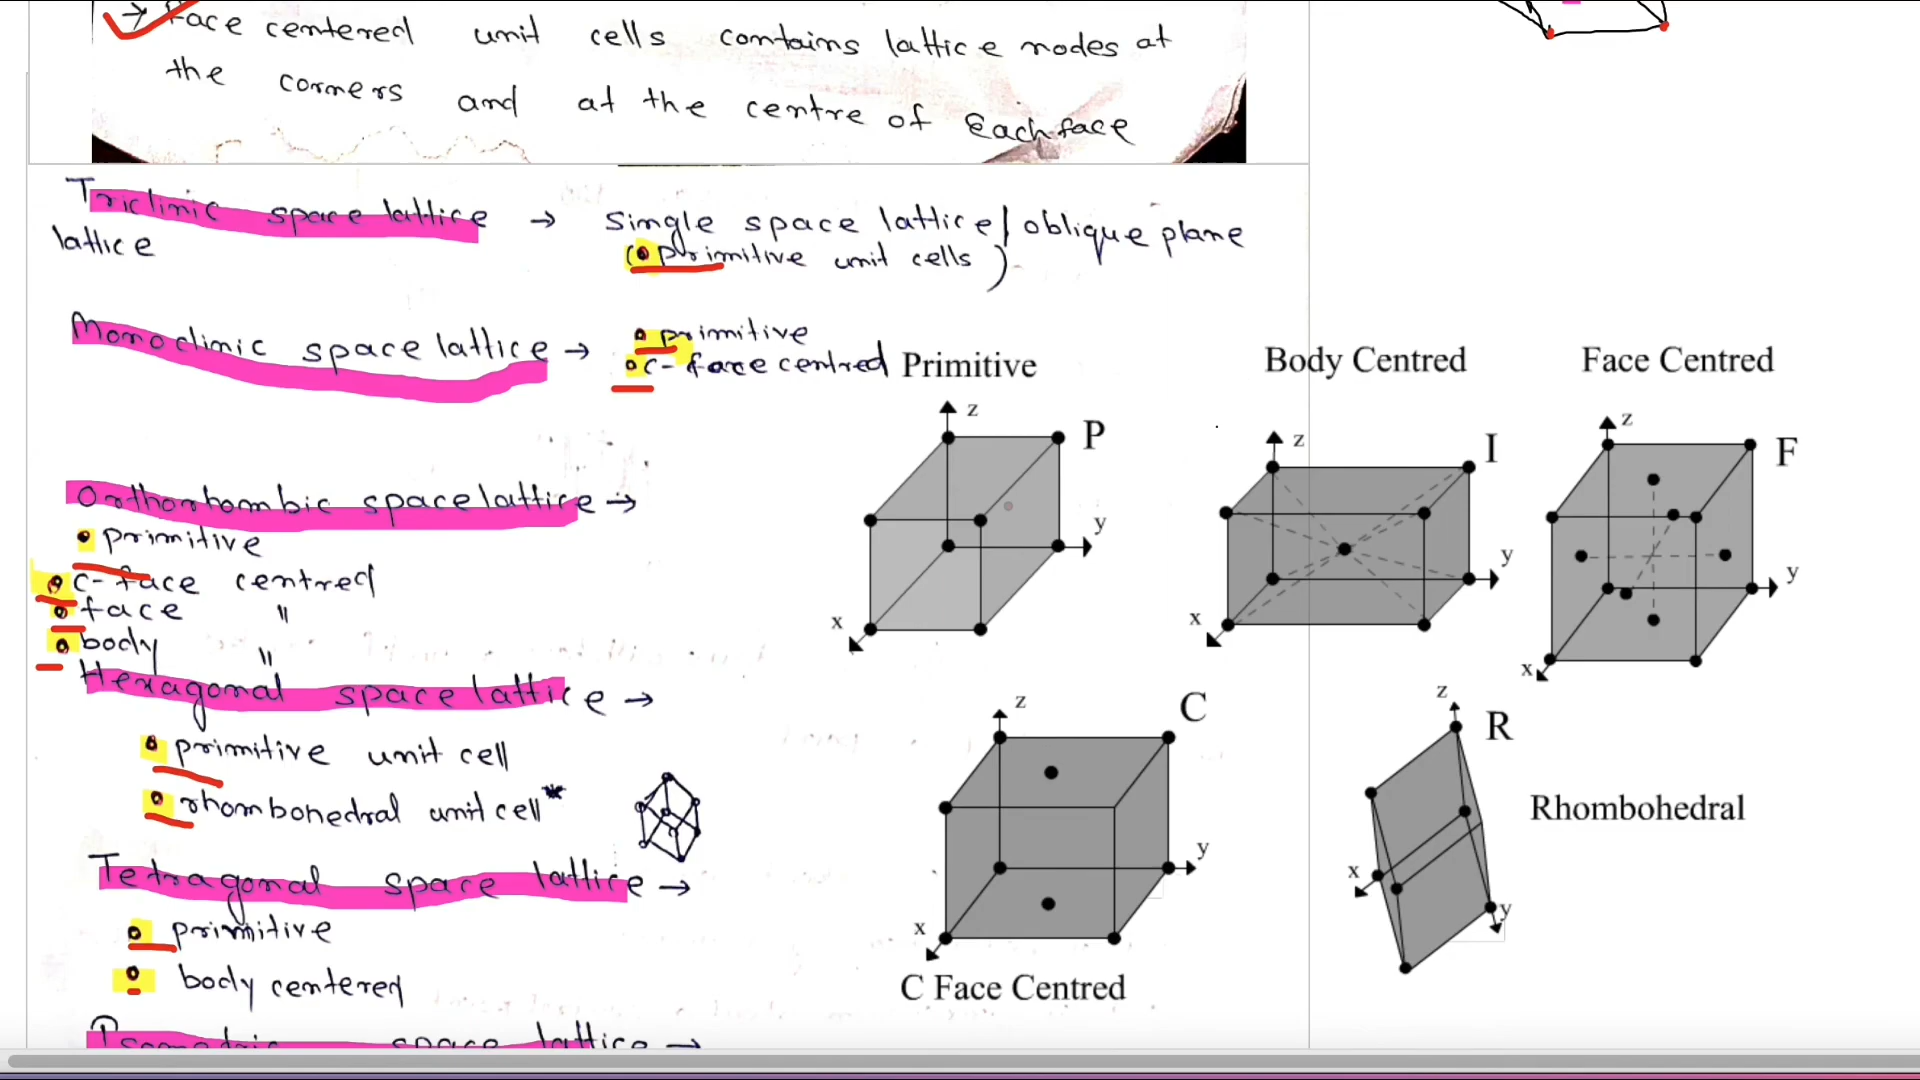 → Face centered unit cells contains lattice nodes at
the corners and at the centre of Each face
Triclinic space lattice → single space lattice / oblique plane
lattice
(• primitive unit cells)
Monoclinic space lattice → • primitive
• C-face centred
Primitive
Body Centred
Face Centred
z
P
y
x
z
I
y
x
z
F
y
x
Orthorhombic space lattice →
• primitive
• C-face centred
• face "
• body "
Hexagonal space lattice →
• primitive unit cell
• rhombohedral unit cell*
Tetragonal space lattice →
• primitive
• body centered
z
C
y
x
C Face Centred
z
R
x
y
Rhombohedral
Isometric space lattice →